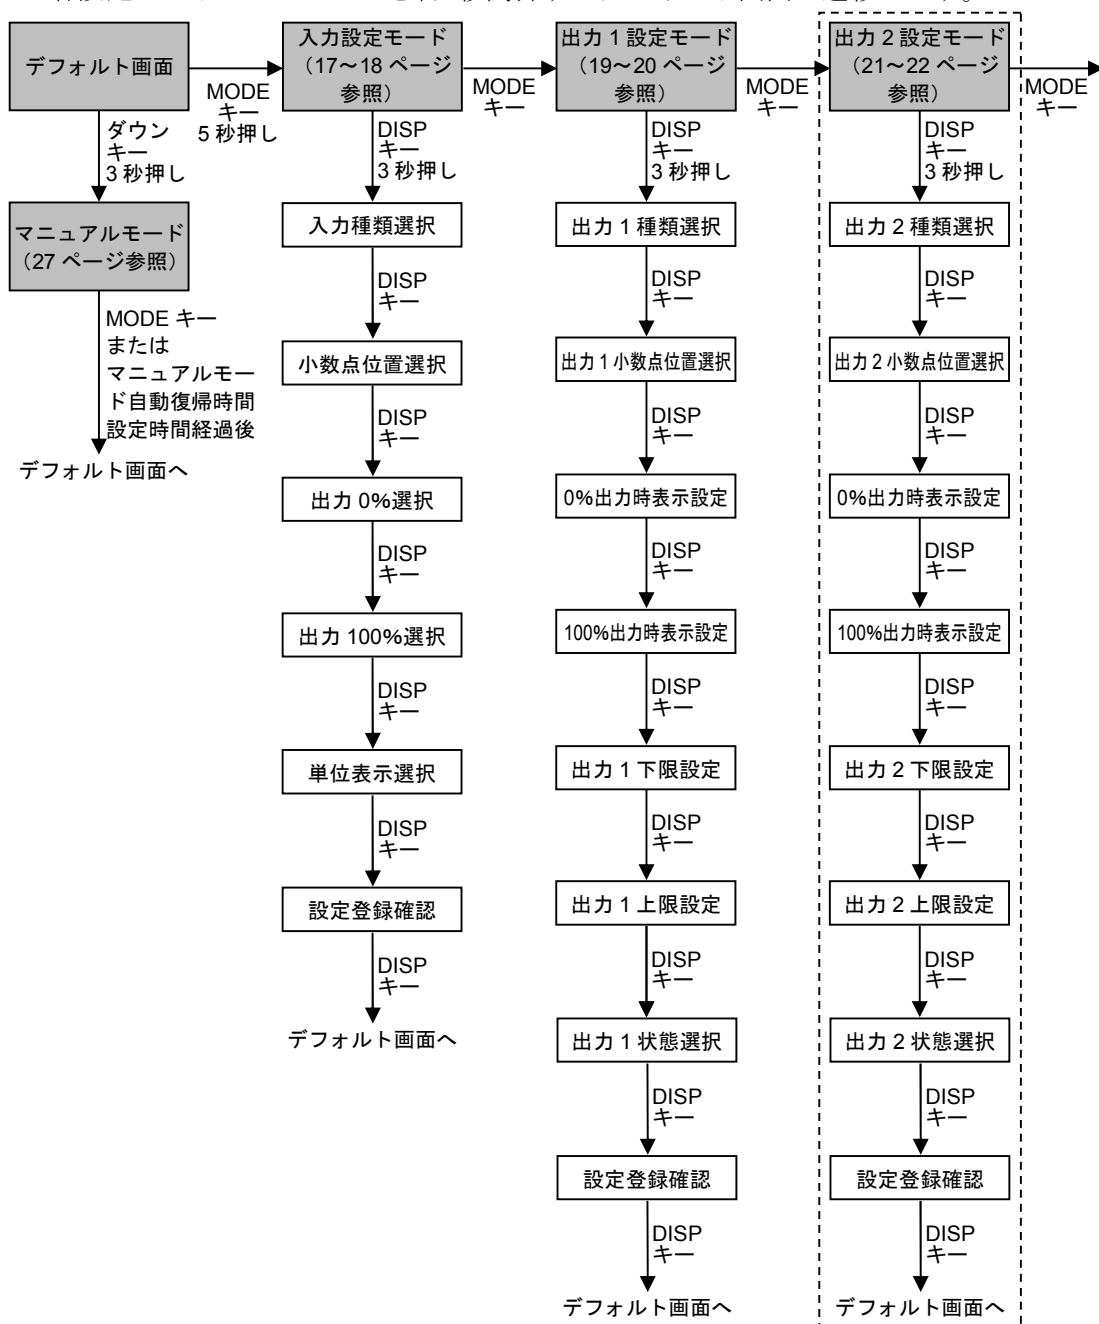 デフォルト画面
MODE
キー
5 秒押し
ダウン
キー
3 秒押し
マニュアルモード
（27 ページ参照）
MODE キー
または
マニュアルモー
ド自動復帰時間
設定時間経過後
デフォルト画面へ
入力設定モード
（17～18 ページ
参照）
MODE
キー
DISP
キー
3 秒押し
入力種類選択
DISP
キー
小数点位置選択
DISP
キー
出力 0%選択
DISP
キー
出力 100%選択
DISP
キー
単位表示選択
DISP
キー
設定登録確認
DISP
キー
デフォルト画面へ
出力 1 設定モード
（19～20 ページ
参照）
MODE
キー
DISP
キー
3 秒押し
出力 1 種類選択
DISP
キー
出力 1 小数点位置選択
DISP
キー
0%出力時表示設定
DISP
キー
100%出力時表示設定
DISP
キー
出力 1 下限設定
DISP
キー
出力 1 上限設定
DISP
キー
出力 1 状態選択
DISP
キー
設定登録確認
DISP
キー
デフォルト画面へ
出力 2 設定モード
（21～22 ページ
参照）
MODE
キー
DISP
キー
3 秒押し
出力 2 種類選択
DISP
キー
出力 2 小数点位置選択
DISP
キー
0%出力時表示設定
DISP
キー
100%出力時表示設定
DISP
キー
出力 2 下限設定
DISP
キー
出力 2 上限設定
DISP
キー
出力 2 状態選択
DISP
キー
設定登録確認
DISP
キー
デフォルト画面へ